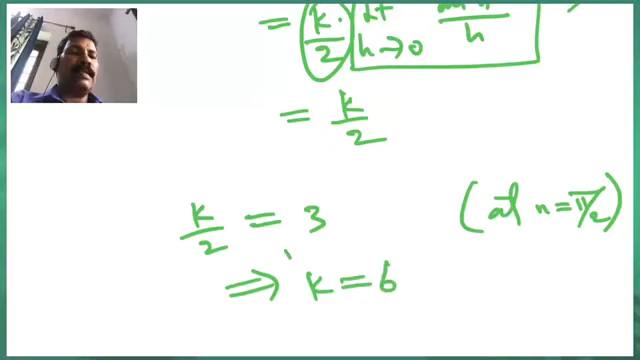 = k/2 lt h→0 /h
= k/2
k/2 = 3 (at x = π/2)
⟹ k = 6